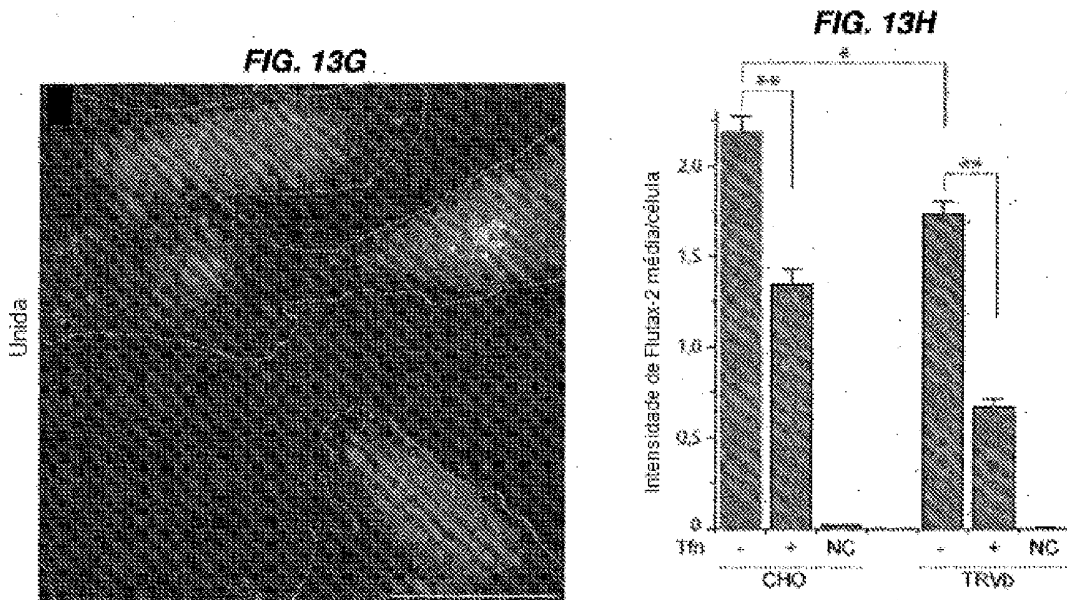 FIG. 13G
Unida
FIG. 13H
*
**
**
Intensidade de Flutax-2 média/célula
2,0
1,5
1,0
0,5
0
Tfn - + NC - + NC
CHO TRVb